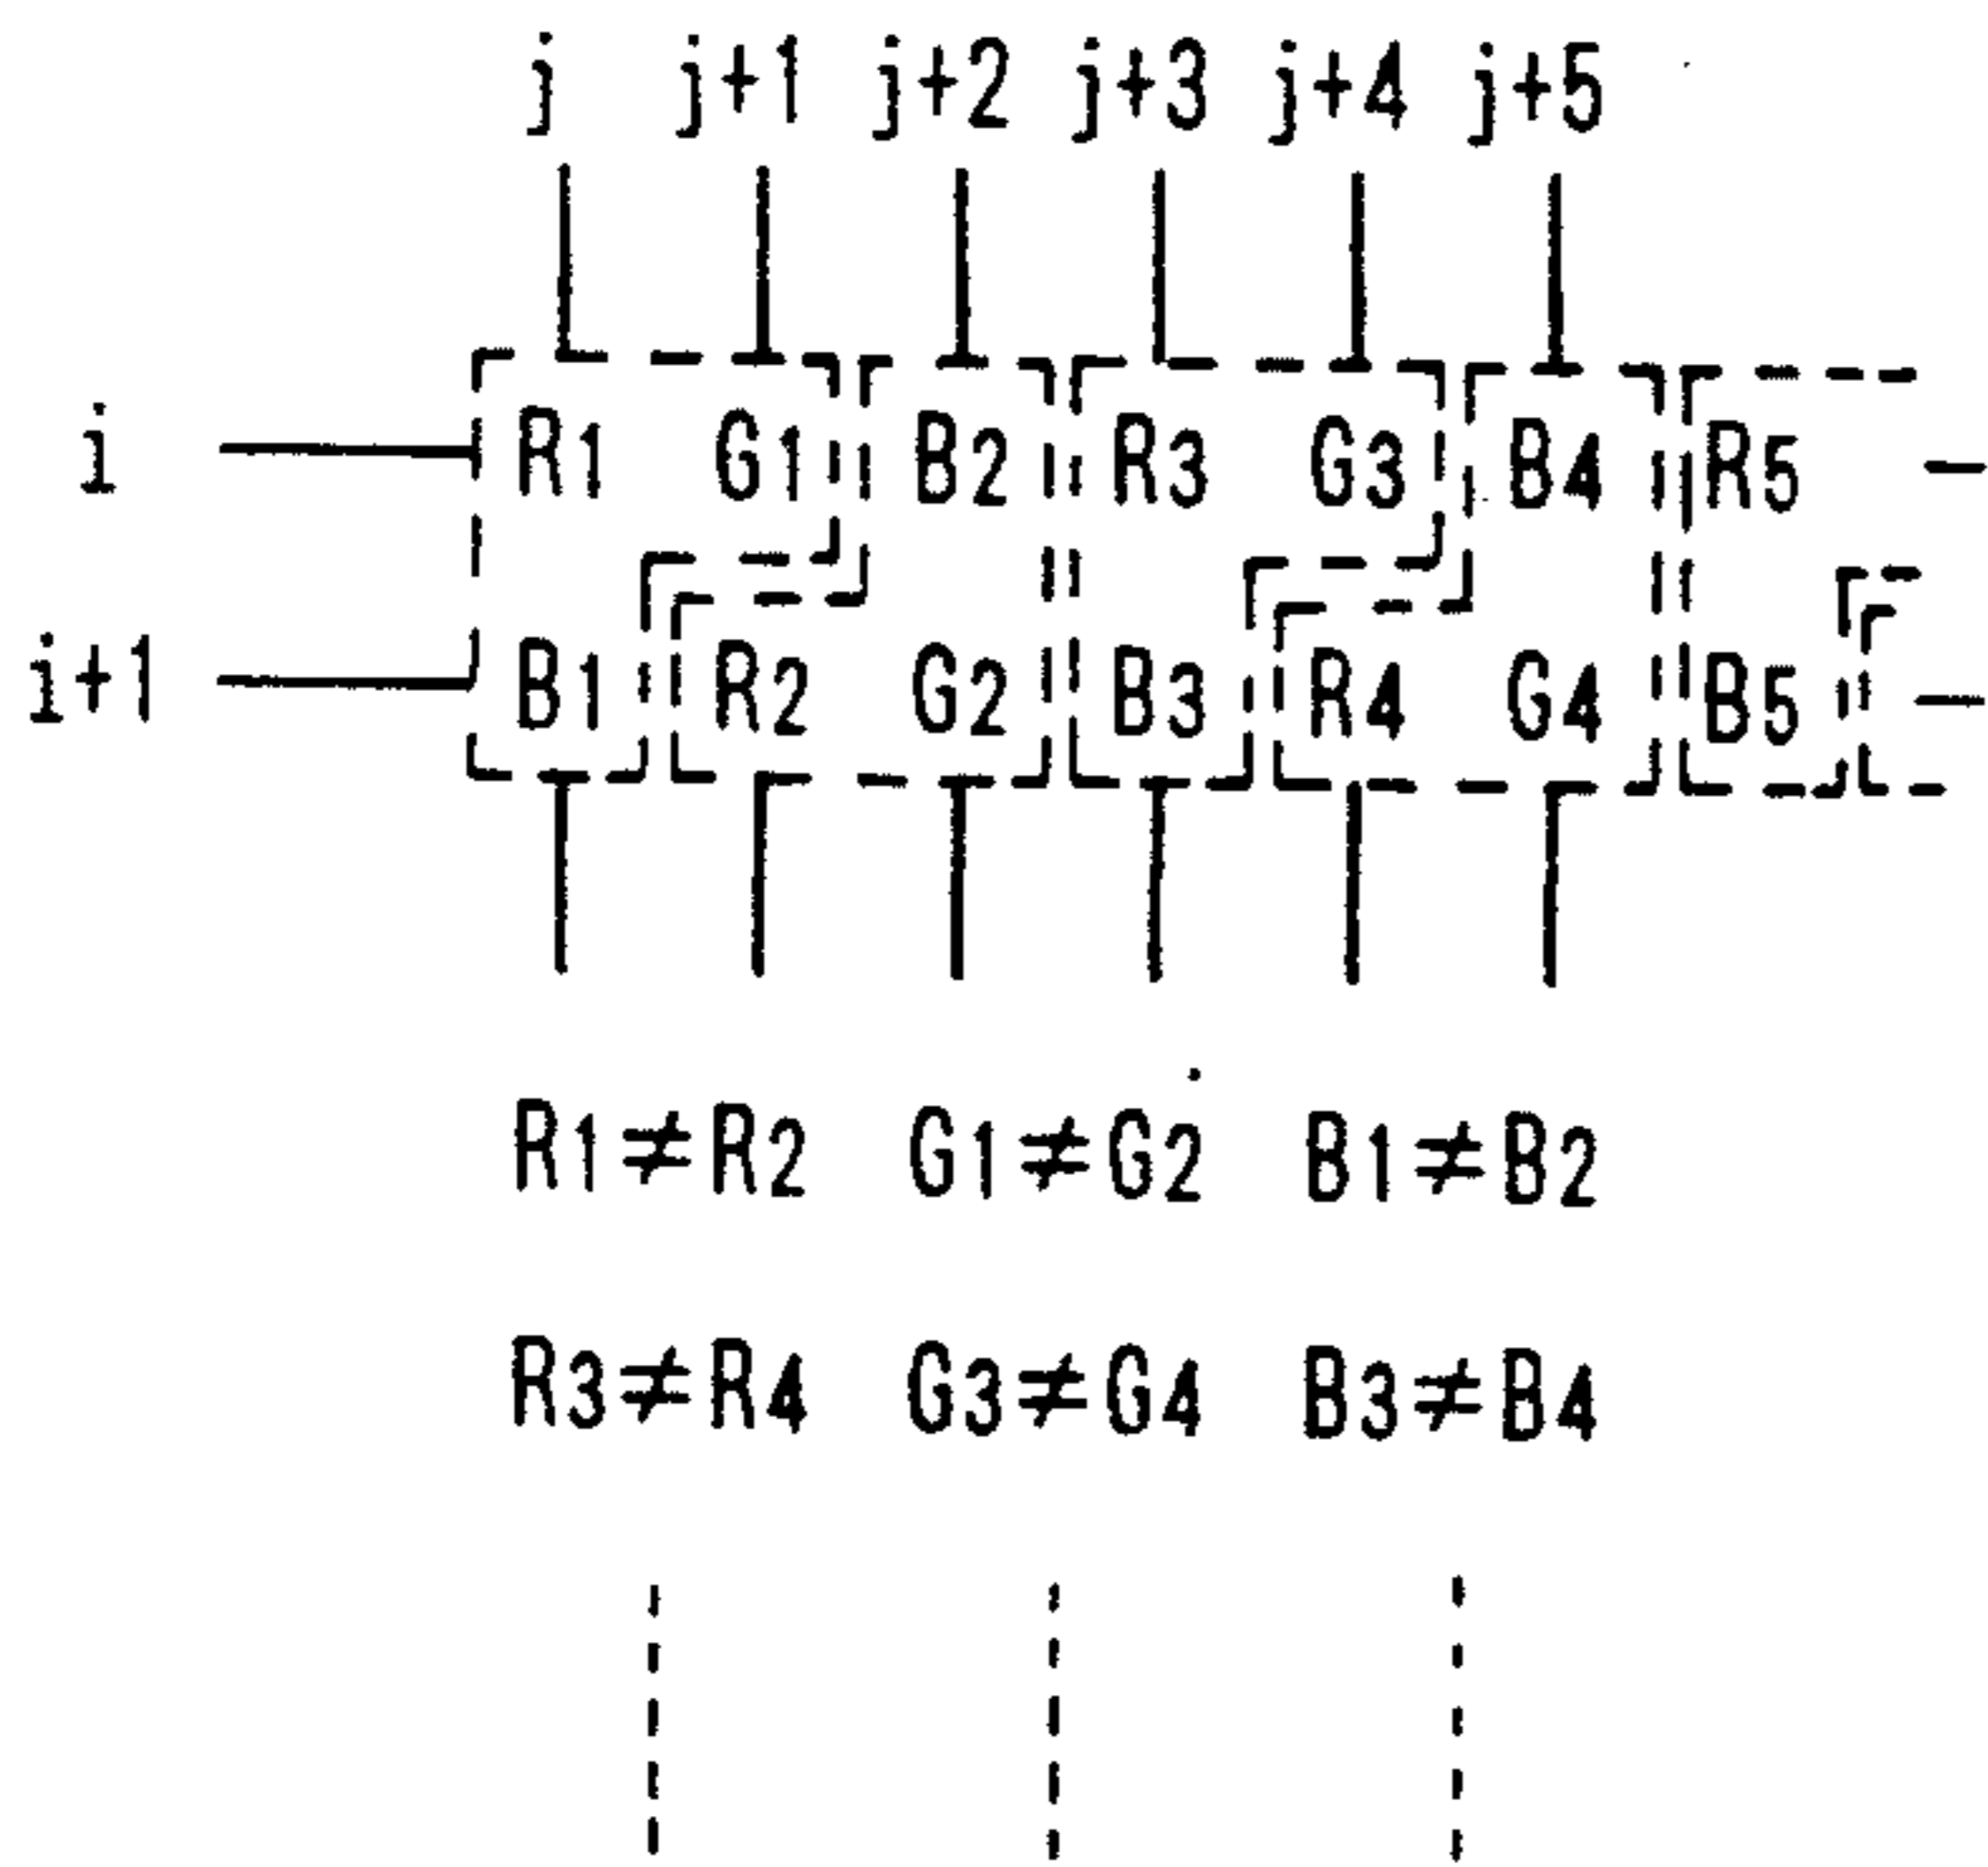 j j+1 j+2 j+3 j+4 j+5
i R1 G1 B2 R3 G3 B4 R5
i+1 B1 R2 G2 B3 R4 G4 B5
R1≠R2 G1≠G2 B1≠B2
R3≠R4 G3≠G4 B3≠B4